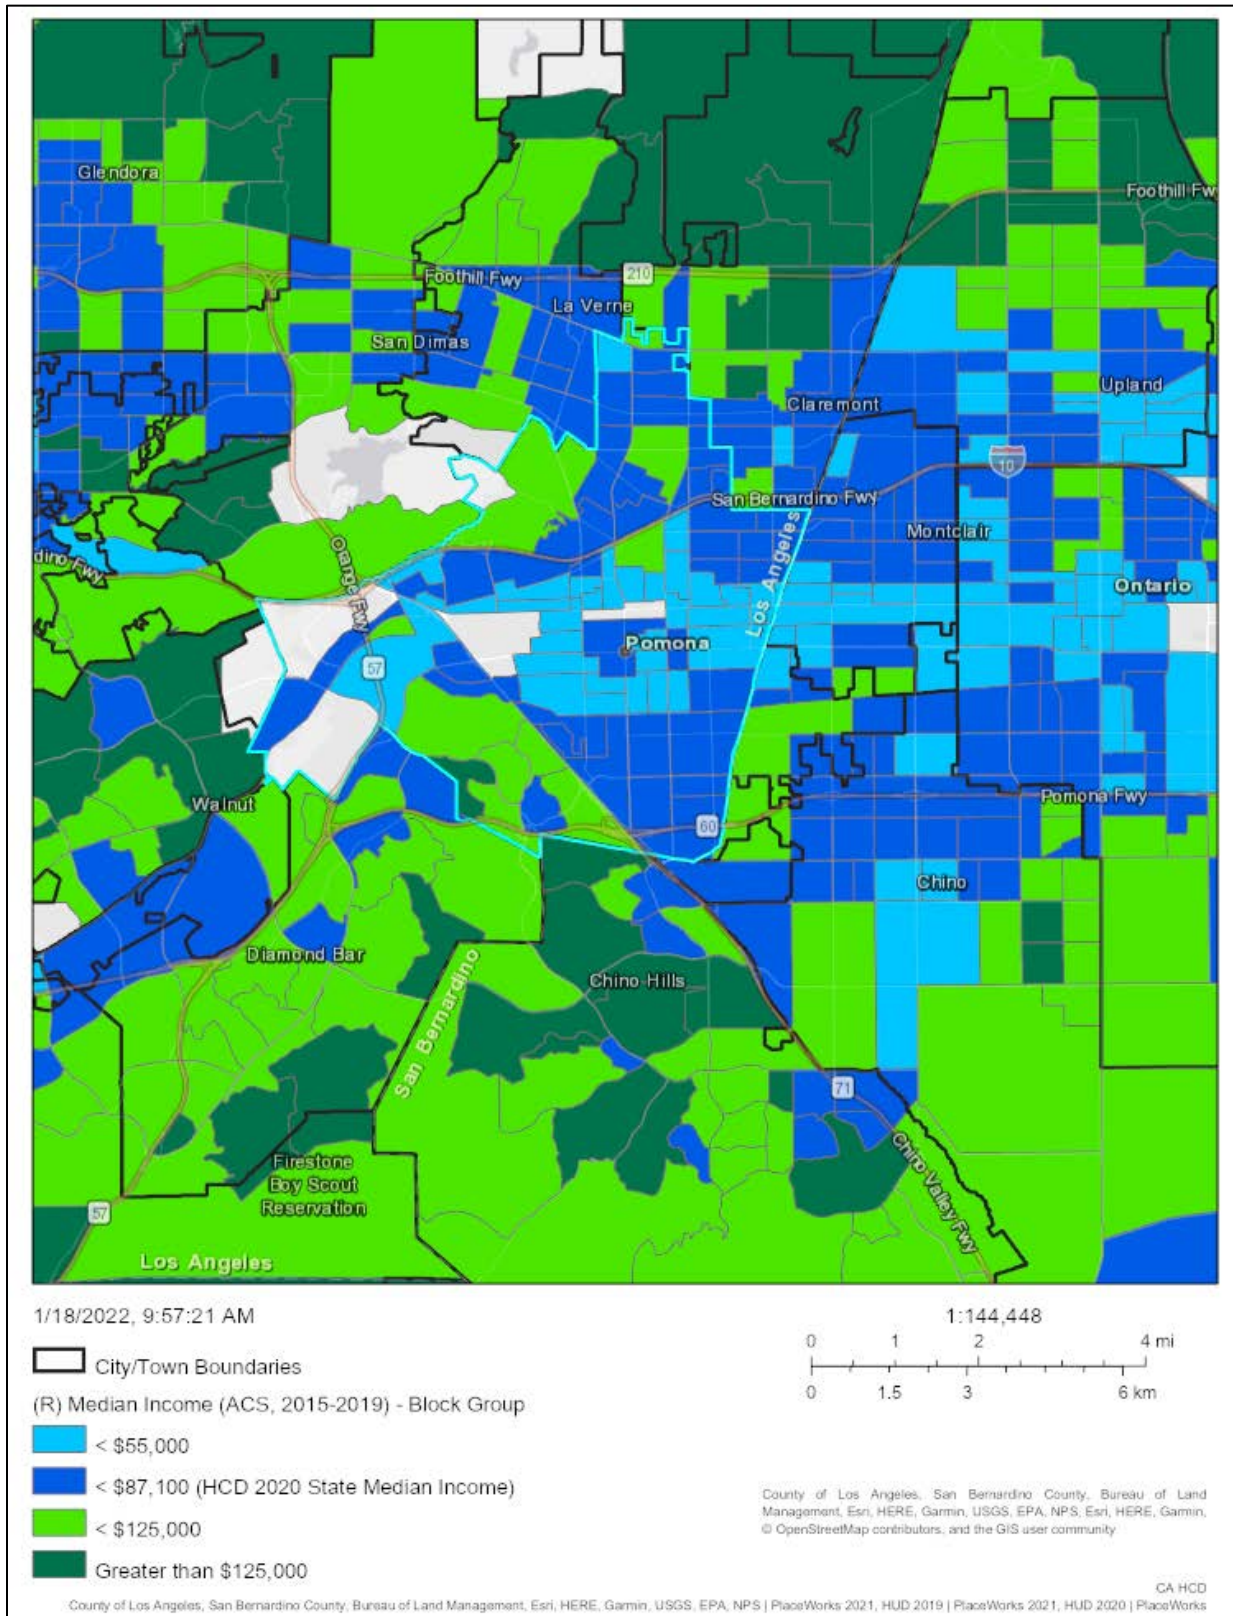 Glendora
Foothill Fwy
210
Foothill Fwy
La Verne
San Dimas
Upland
Claremont
10
San Bernardino Fwy
Montclair
dino Fwy
Orange Fwy
Los Angeles
Ontario
Pomona
57
Walnut
Pomona Fwy
60
Chino
Diamond Bar
Chino Hills
San Bernardino
71
Chino Valley Fwy
Firestone
Boy Scout
Reservation
57
Los Angeles
1/18/2022, 9:57:21 AM
1:144,448
0 1 2 4 mi
0 1.5 3 6 km
City/Town Boundaries
(R) Median Income (ACS, 2015-2019) - Block Group
< $55,000
< $87,100 (HCD 2020 State Median Income)
< $125,000
Greater than $125,000
County of Los Angeles, San Bernardino County, Bureau of Land
Management, Esri, HERE, Garmin, USGS, EPA, NPS, Esri, HERE, Garmin,
© OpenStreetMap contributors, and the GIS user community
CA HCD
County of Los Angeles, San Bernardino County, Bureau of Land Management, Esri, HERE, Garmin, USGS, EPA, NPS | PlaceWorks 2021, HUD 2019 | PlaceWorks 2021, HUD 2020 | PlaceWorks